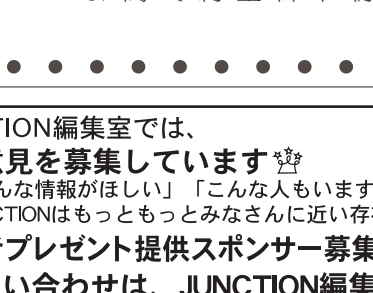 TION編集室では、
見を募集しています
んな情報がほしい」「こんな人もいます
CTIONはもっともっとみなさんに近い存
プレゼント提供スポンサー募集
い合わせは、JUNCTION編集